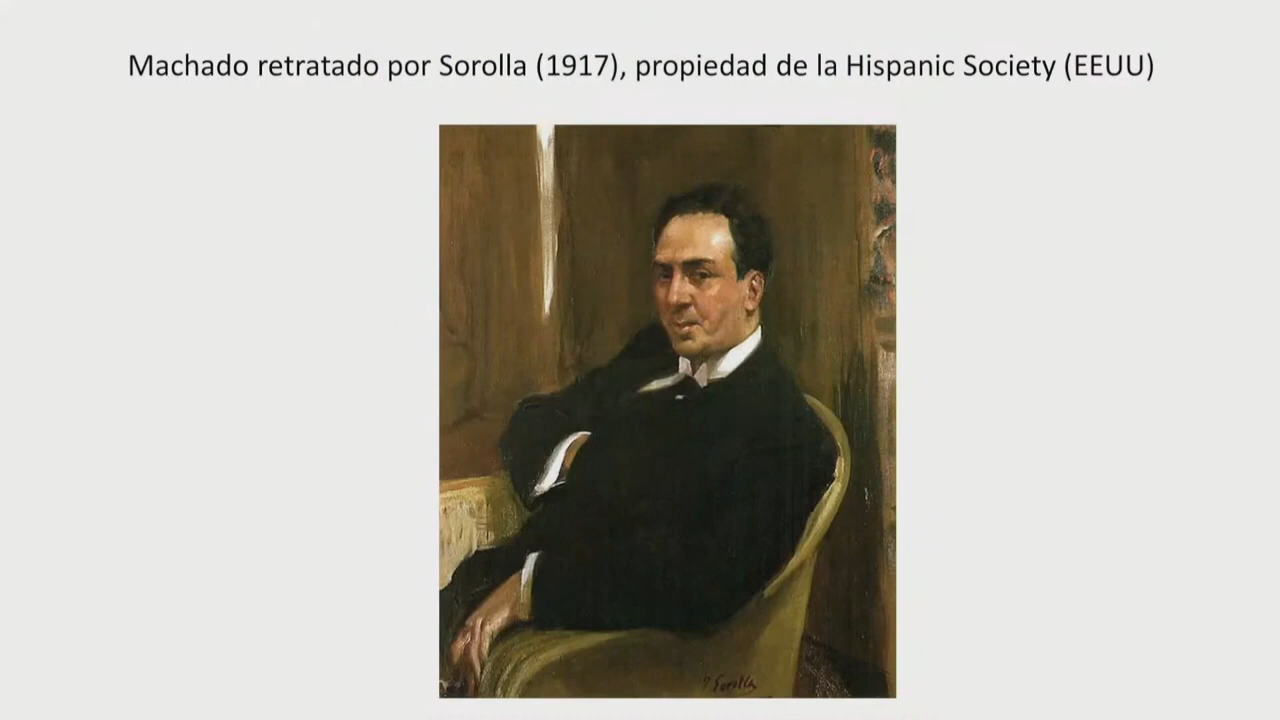 Machado retratado por Sorolla (1917), propiedad de la Hispanic Society (EEUU)
J Sorolla